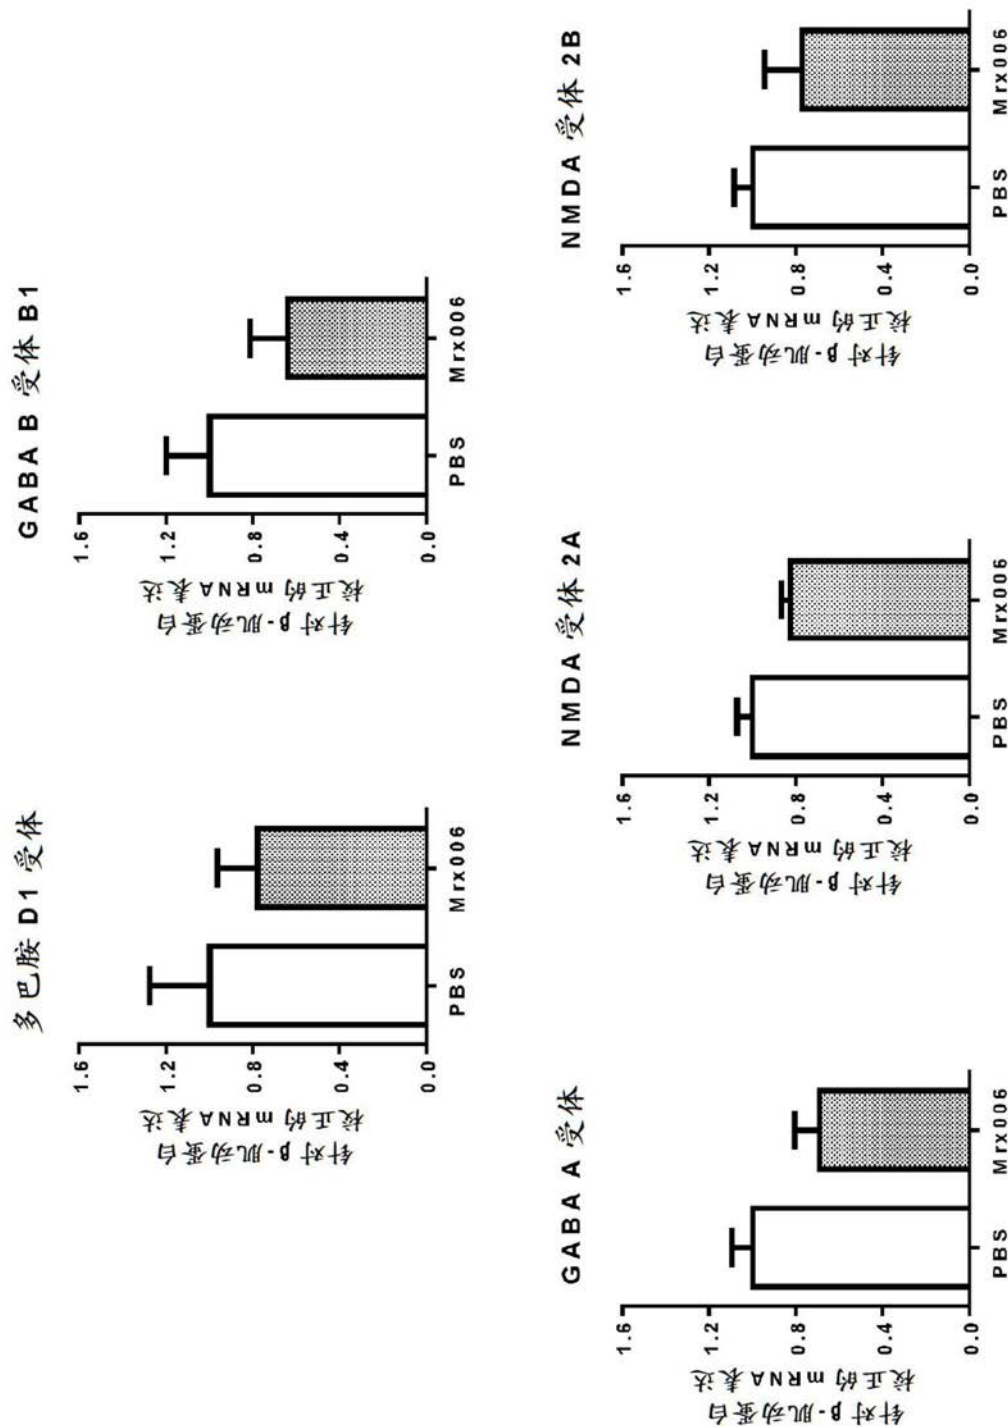 多巴胺 D1 受体
针对 β-肌动蛋白
校正的 mRNA 表达
1.6
1.2
0.8
0.4
0.0
PBS
Mrx006
GABA B 受体 B1
针对 β-肌动蛋白
校正的 mRNA 表达
1.6
1.2
0.8
0.4
0.0
PBS
Mrx006
GABA A 受体
针对 β-肌动蛋白
校正的 mRNA 表达
1.6
1.2
0.8
0.4
0.0
PBS
Mrx006
NMDA 受体 2A
针对 β-肌动蛋白
校正的 mRNA 表达
1.6
1.2
0.8
0.4
0.0
PBS
Mrx006
NMDA 受体 2B
针对 β-肌动蛋白
校正的 mRNA 表达
1.6
1.2
0.8
0.4
0.0
PBS
Mrx006